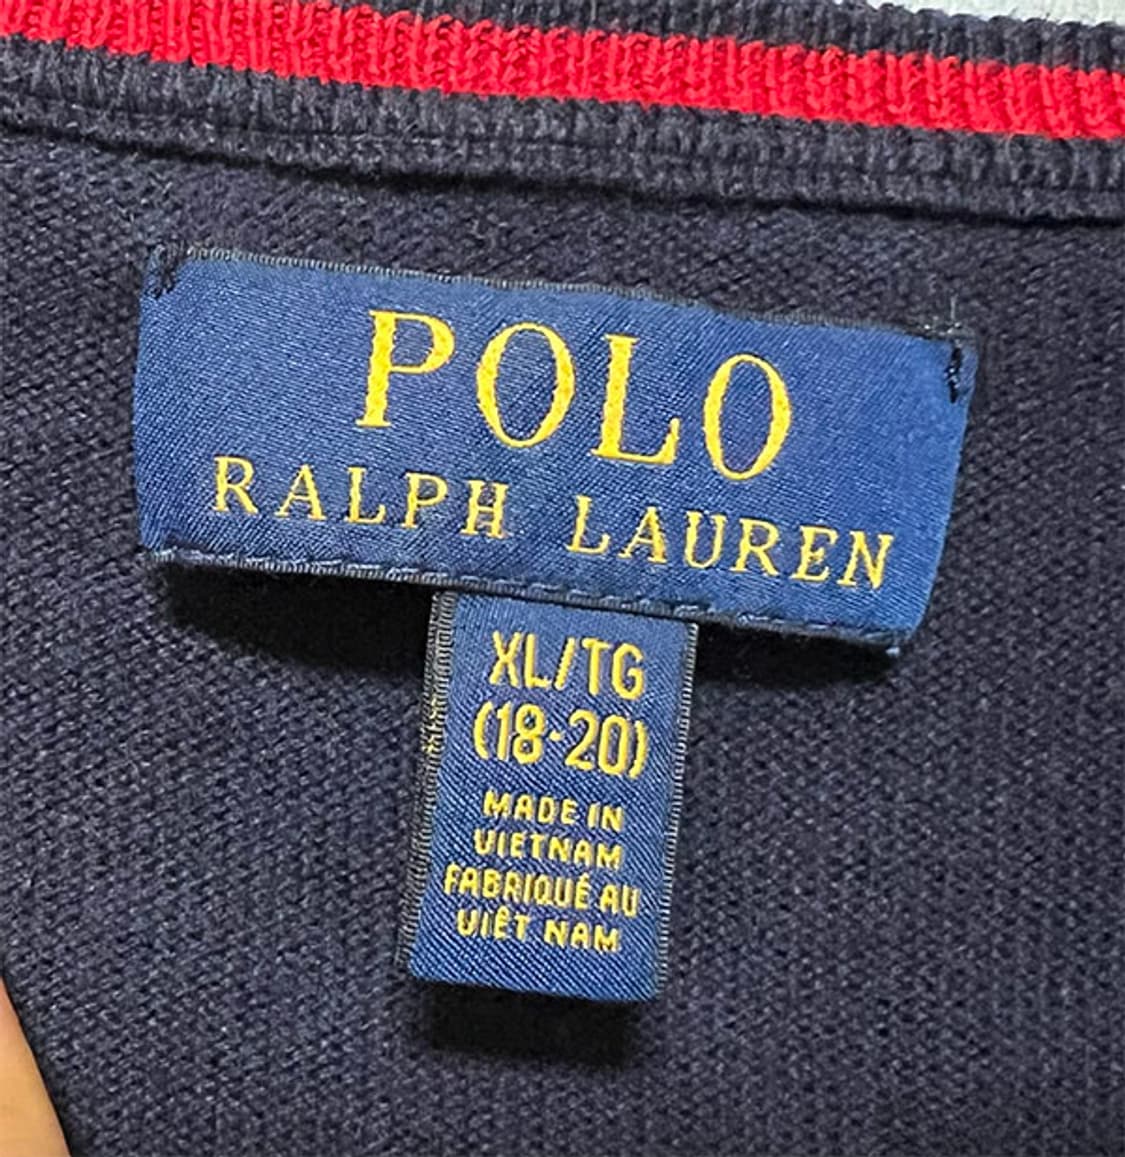 POLO
RALPH LAUREN
XL/TG
(18-20)
MADE IN
VIETNAM
FABRIQUÉ AU
VIÊT NAM